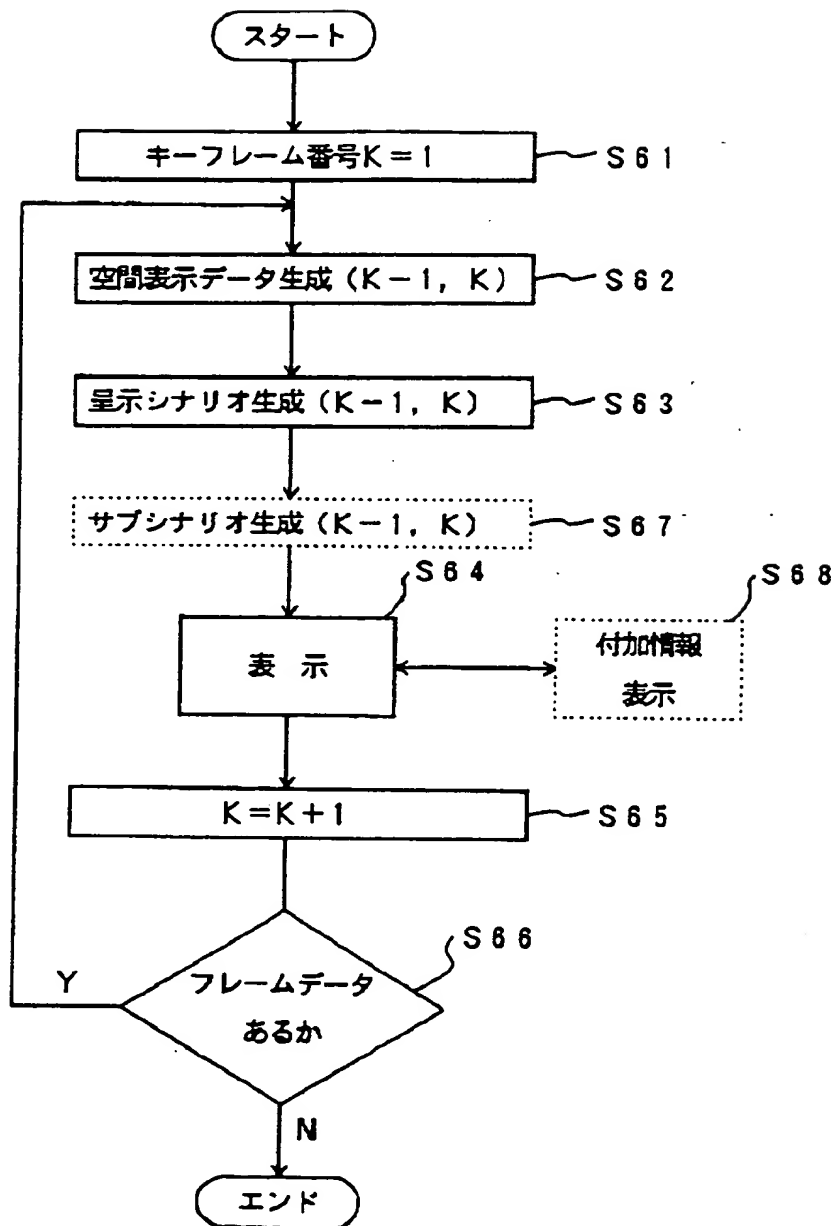 スタート
キーフレーム番号K=1
S61
空間表示データ生成(K-1, K)
S62
呈示シナリオ生成(K-1, K)
S63
サブシナリオ生成(K-1, K)
S67
S64
S68
表 示
付加情報
表示
K=K+1
S65
S66
フレームデータ
あるか
Y
N
エンド